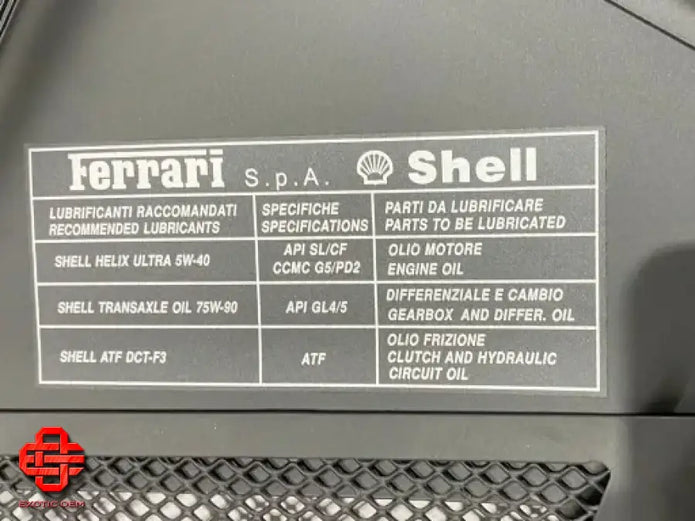 Ferrari S.p.A. Shell
LUBRIFICANTI RACCOMANDATI
RECOMMENDED LUBRICANTS
SPECIFICHE
SPECIFICATIONS
PARTI DA LUBRIFICARE
PARTS TO BE LUBRICATED
SHELL HELIX ULTRA 5W-40
API SL/CF
CCMC G5/PD2
OLIO MOTORE
ENGINE OIL
SHELL TRANSAXLE OIL 75W-90
API GL4/5
DIFFERENZIALE E CAMBIO
GEARBOX AND DIFFER. OIL
SHELL ATF DCT-F3
ATF
OLIO FRIZIONE
CLUTCH AND HYDRAULIC
CIRCUIT OIL
EXOTIC OEM